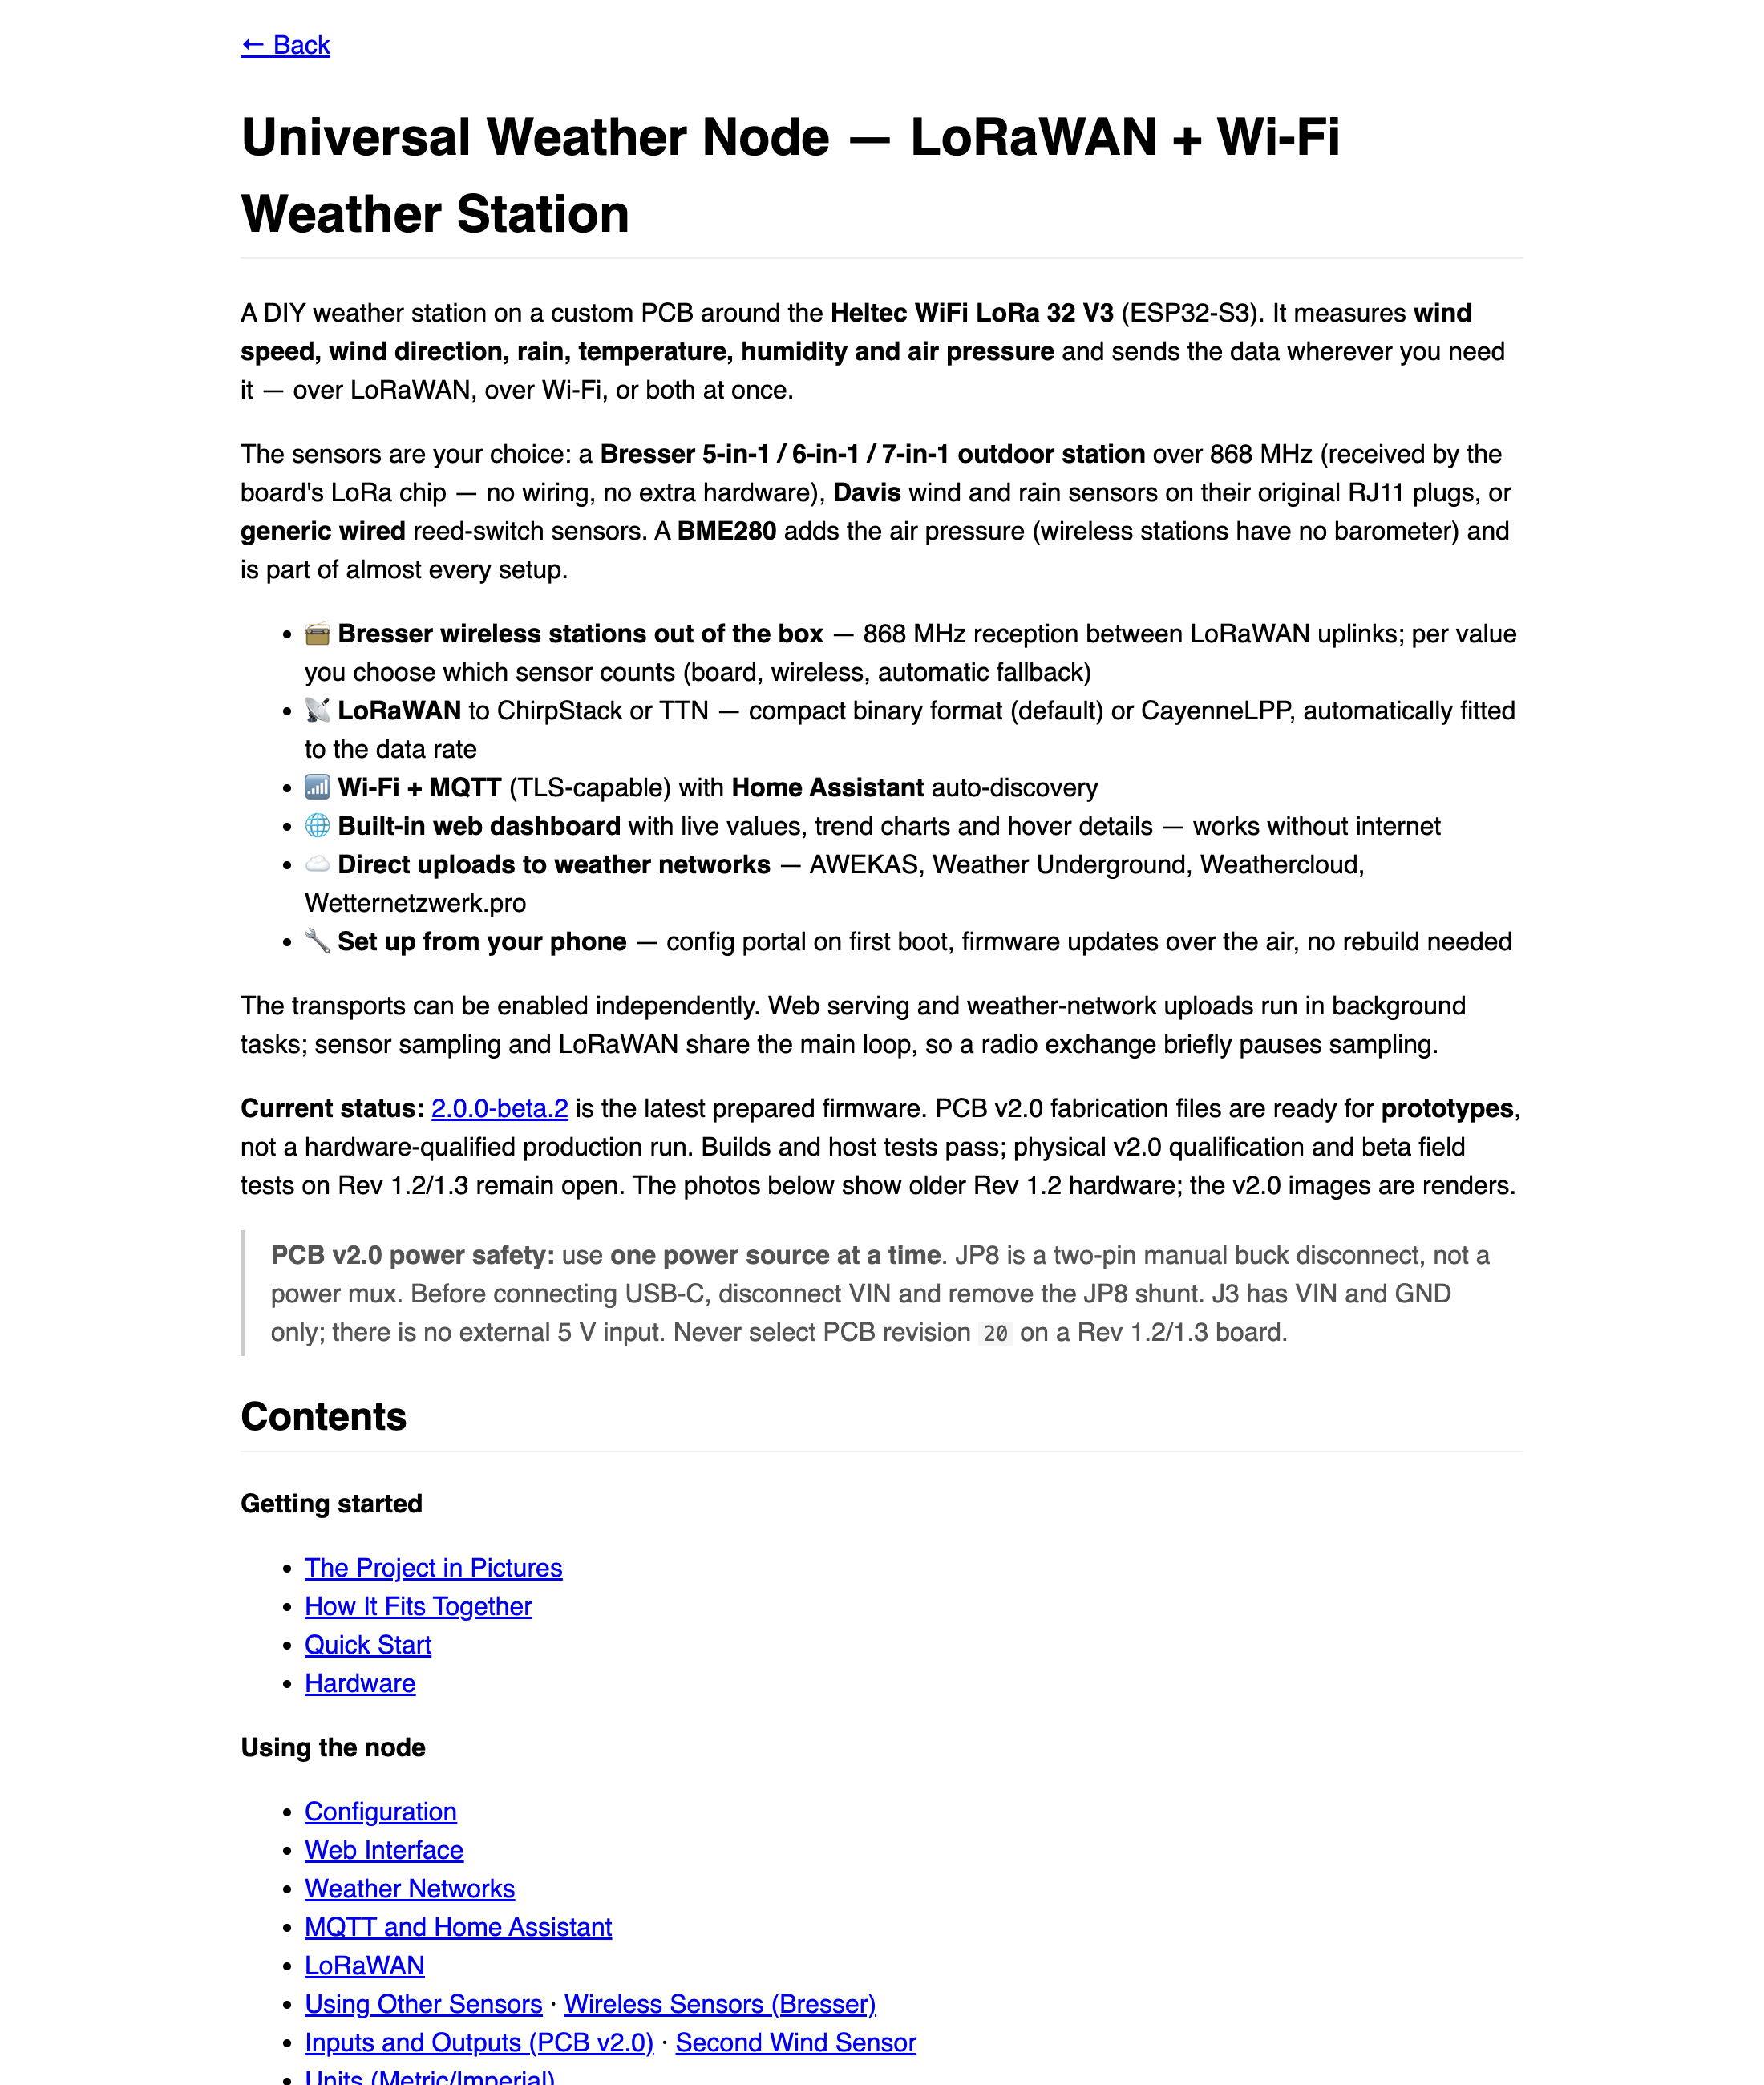 ← Back
Universal Weather Node — LoRaWAN + Wi-Fi
Weather Station
A DIY weather station on a custom PCB around the Heltec WiFi LoRa 32 V3 (ESP32-S3). It measures wind
speed, wind direction, rain, temperature, humidity and air pressure and sends the data wherever you need
it — over LoRaWAN, over Wi-Fi, or both at once.
The sensors are your choice: a Bresser 5-in-1 / 6-in-1 / 7-in-1 outdoor station over 868 MHz (received by the
board's LoRa chip — no wiring, no extra hardware), Davis wind and rain sensors on their original RJ11 plugs, or
generic wired reed-switch sensors. A BME280 adds the air pressure (wireless stations have no barometer) and
is part of almost every setup.
• 📻 Bresser wireless stations out of the box — 868 MHz reception between LoRaWAN uplinks; per value
you choose which sensor counts (board, wireless, automatic fallback)
• 📡 LoRaWAN to ChirpStack or TTN — compact binary format (default) or CayenneLPP, automatically fitted
to the data rate
• 📶 Wi-Fi + MQTT (TLS-capable) with Home Assistant auto-discovery
• 🌐 Built-in web dashboard with live values, trend charts and hover details — works without internet
• ☁️ Direct uploads to weather networks — AWEKAS, Weather Underground, Weathercloud,
Wetternetzwerk.pro
• 🔧 Set up from your phone — config portal on first boot, firmware updates over the air, no rebuild needed
The transports can be enabled independently. Web serving and weather-network uploads run in background
tasks; sensor sampling and LoRaWAN share the main loop, so a radio exchange briefly pauses sampling.
Current status: 2.0.0-beta.2 is the latest prepared firmware. PCB v2.0 fabrication files are ready for prototypes,
not a hardware-qualified production run. Builds and host tests pass; physical v2.0 qualification and beta field
tests on Rev 1.2/1.3 remain open. The photos below show older Rev 1.2 hardware; the v2.0 images are renders.
PCB v2.0 power safety: use one power source at a time. JP8 is a two-pin manual buck disconnect, not a
power mux. Before connecting USB-C, disconnect VIN and remove the JP8 shunt. J3 has VIN and GND
only; there is no external 5 V input. Never select PCB revision 20 on a Rev 1.2/1.3 board.
Contents
Getting started
• The Project in Pictures
• How It Fits Together
• Quick Start
• Hardware
Using the node
• Configuration
• Web Interface
• Weather Networks
• MQTT and Home Assistant
• LoRaWAN
• Using Other Sensors · Wireless Sensors (Bresser)
• Inputs and Outputs (PCB v2.0) · Second Wind Sensor
• Units (Metric/Imperial)